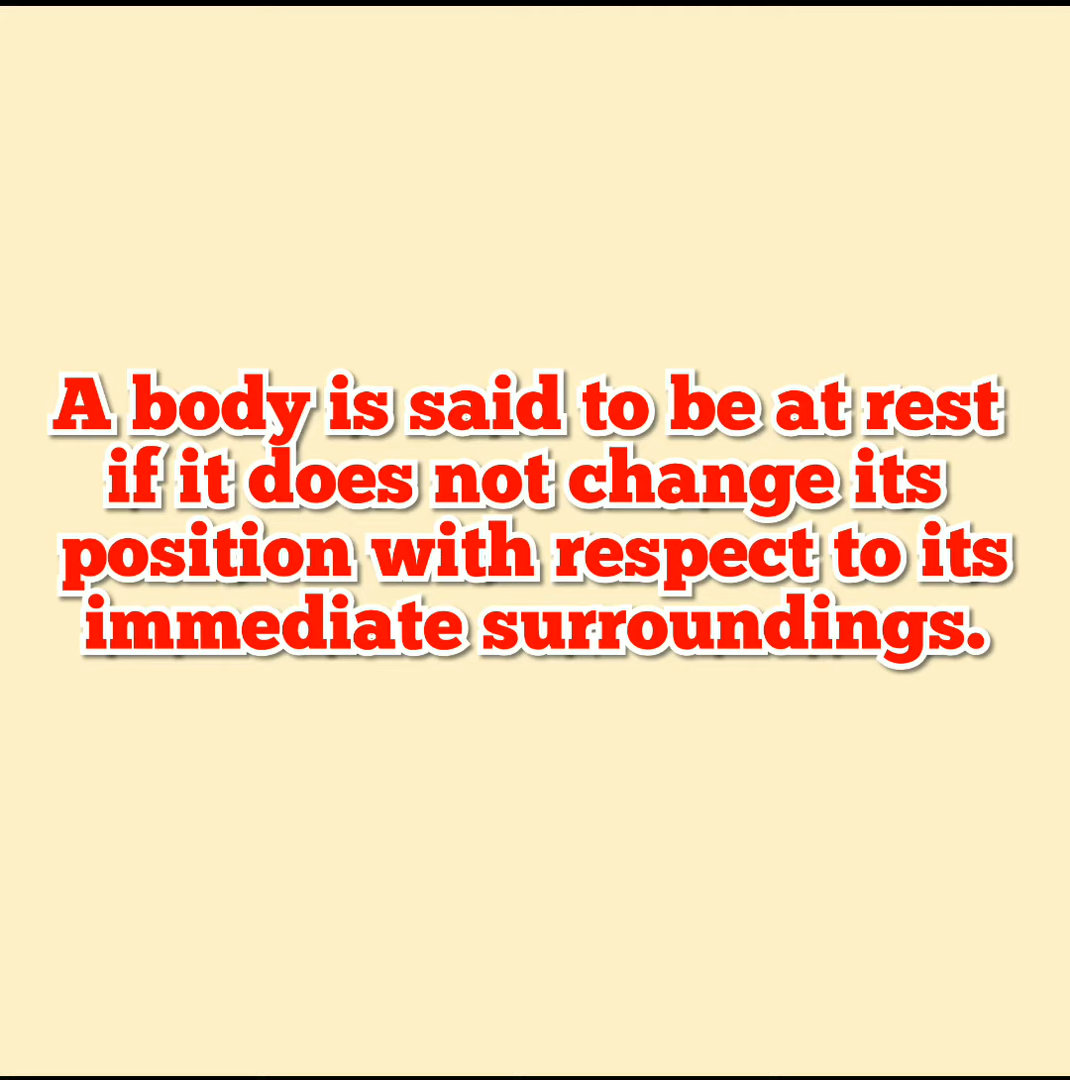 A body is said to be at rest
if it does not change its
position with respect to its
immediate surroundings.